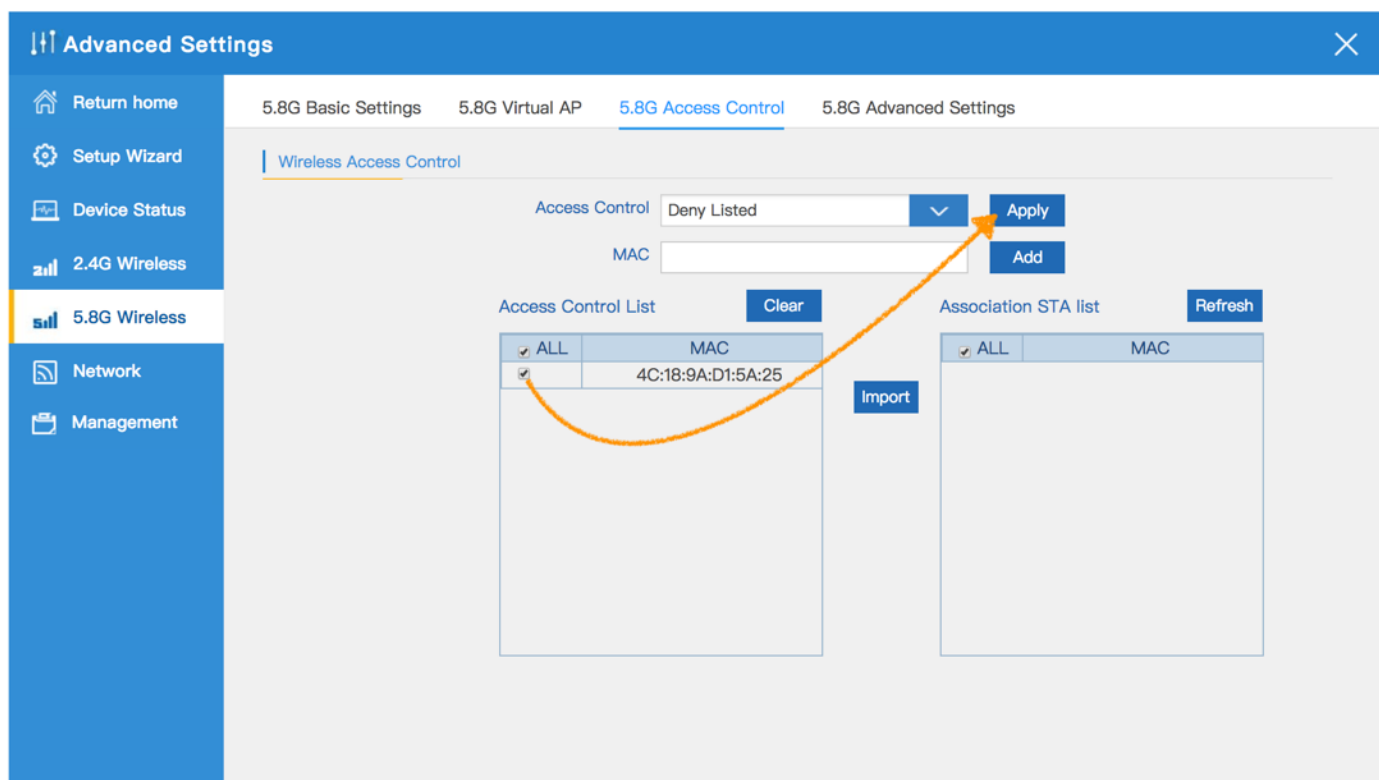 Advanced Settings
Return home
Setup Wizard
Device Status
2.4G Wireless
5.8G Wireless
Network
Management
5.8G Basic Settings 5.8G Virtual AP 5.8G Access Control 5.8G Advanced Settings
Wireless Access Control
Access Control Deny Listed Apply
MAC Add
Access Control List Clear
ALL MAC
4C:18:9A:D1:5A:25
Import
Association STA list Refresh
ALL MAC